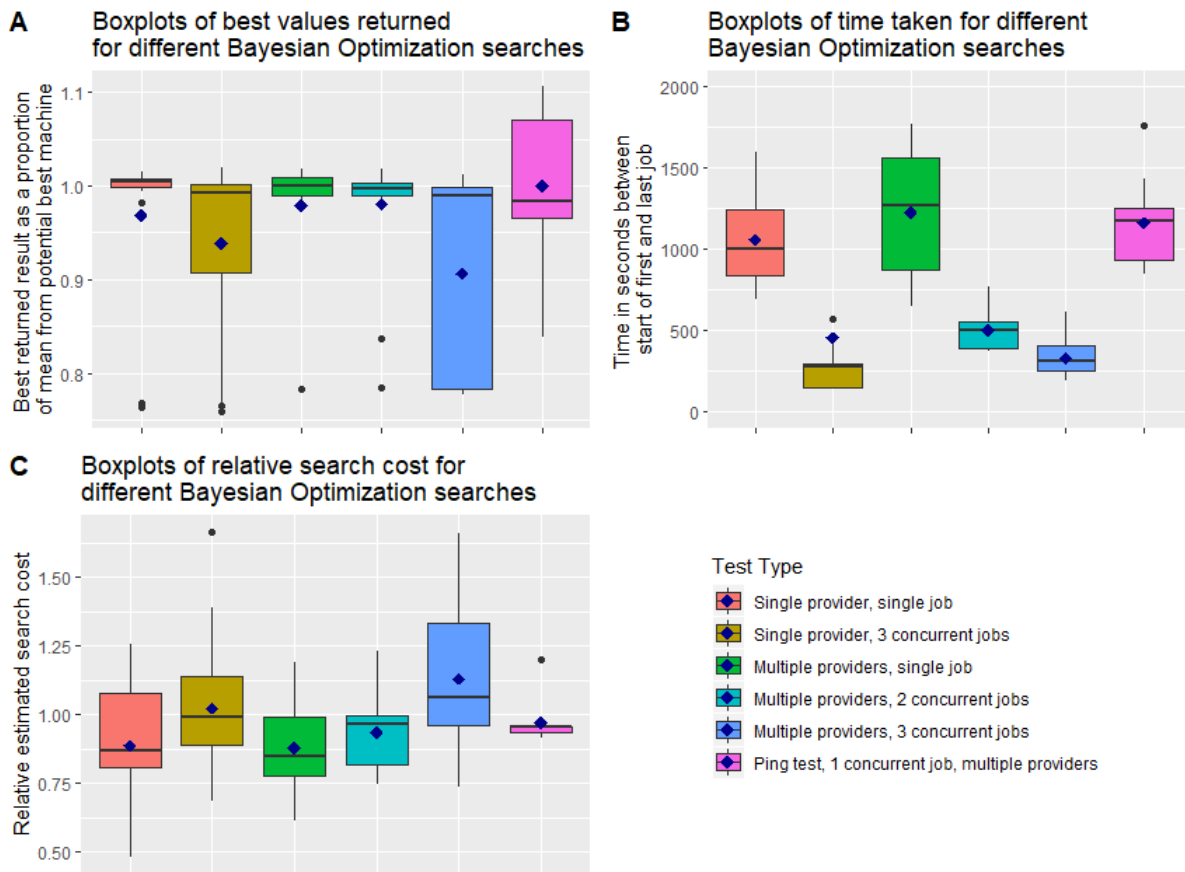 A
Boxplots of best values returned
for different Bayesian Optimization searches
Best returned result as a proportion
of mean from potential best machine
1.1
1.0
0.9
0.8
B
Boxplots of time taken for different
Bayesian Optimization searches
Time in seconds between
start of first and last job
2000
1500
1000
500
0
C
Boxplots of relative search cost for
different Bayesian Optimization searches
Relative estimated search cost
1.50
1.25
1.00
0.75
0.50
Test Type
Single provider, single job
Single provider, 3 concurrent jobs
Multiple providers, single job
Multiple providers, 2 concurrent jobs
Multiple providers, 3 concurrent jobs
Ping test, 1 concurrent job, multiple providers